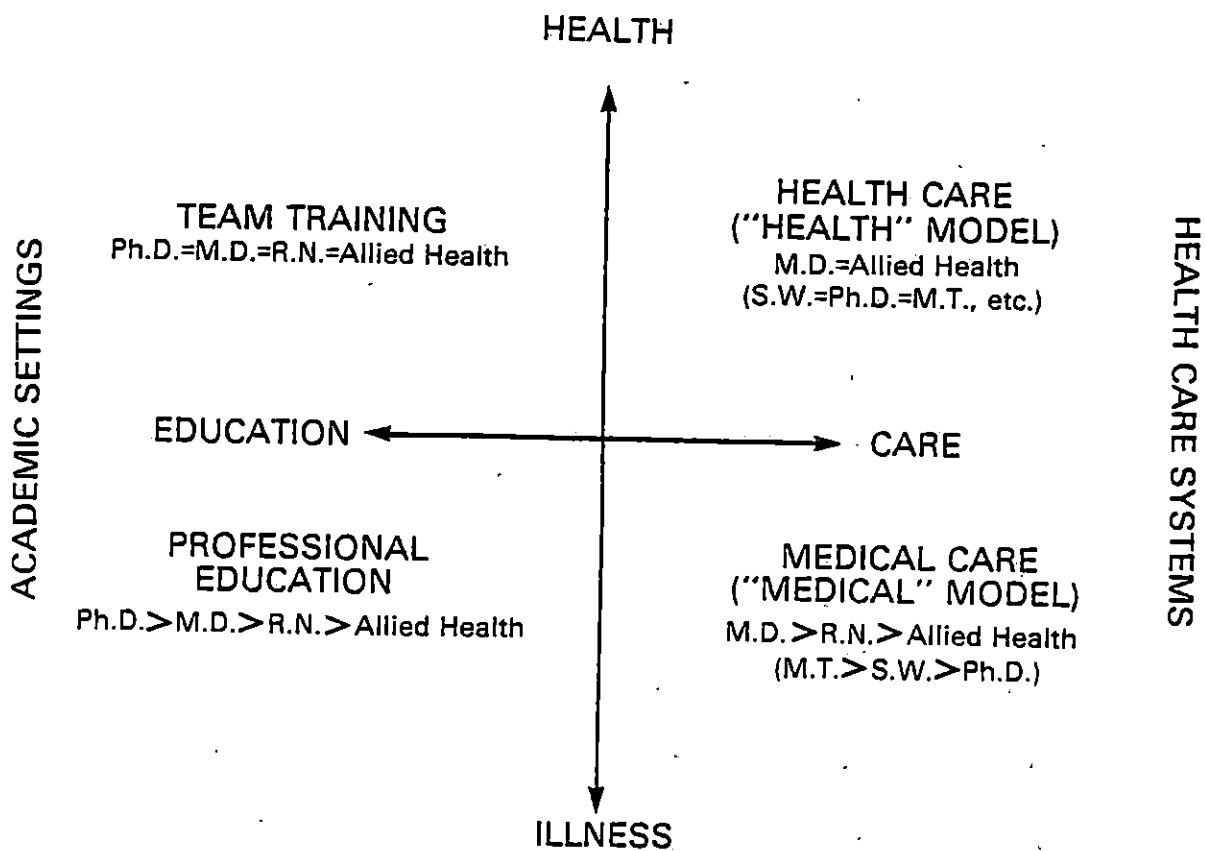 HEALTH
TEAM TRAINING
Ph.D.=M.D.=R.N.=Allied Health
HEALTH CARE
("HEALTH" MODEL)
M.D.=Allied Health
(S.W.=Ph.D.=M.T., etc.)
ACADEMIC SETTINGS
HEALTH CARE SYSTEMS
EDUCATION
CARE
PROFESSIONAL
EDUCATION
Ph.D.>M.D.>R.N.>Allied Health
MEDICAL CARE
("MEDICAL" MODEL)
M.D.>R.N.>Allied Health
(M.T.>S.W.>Ph.D.)
ILLNESS